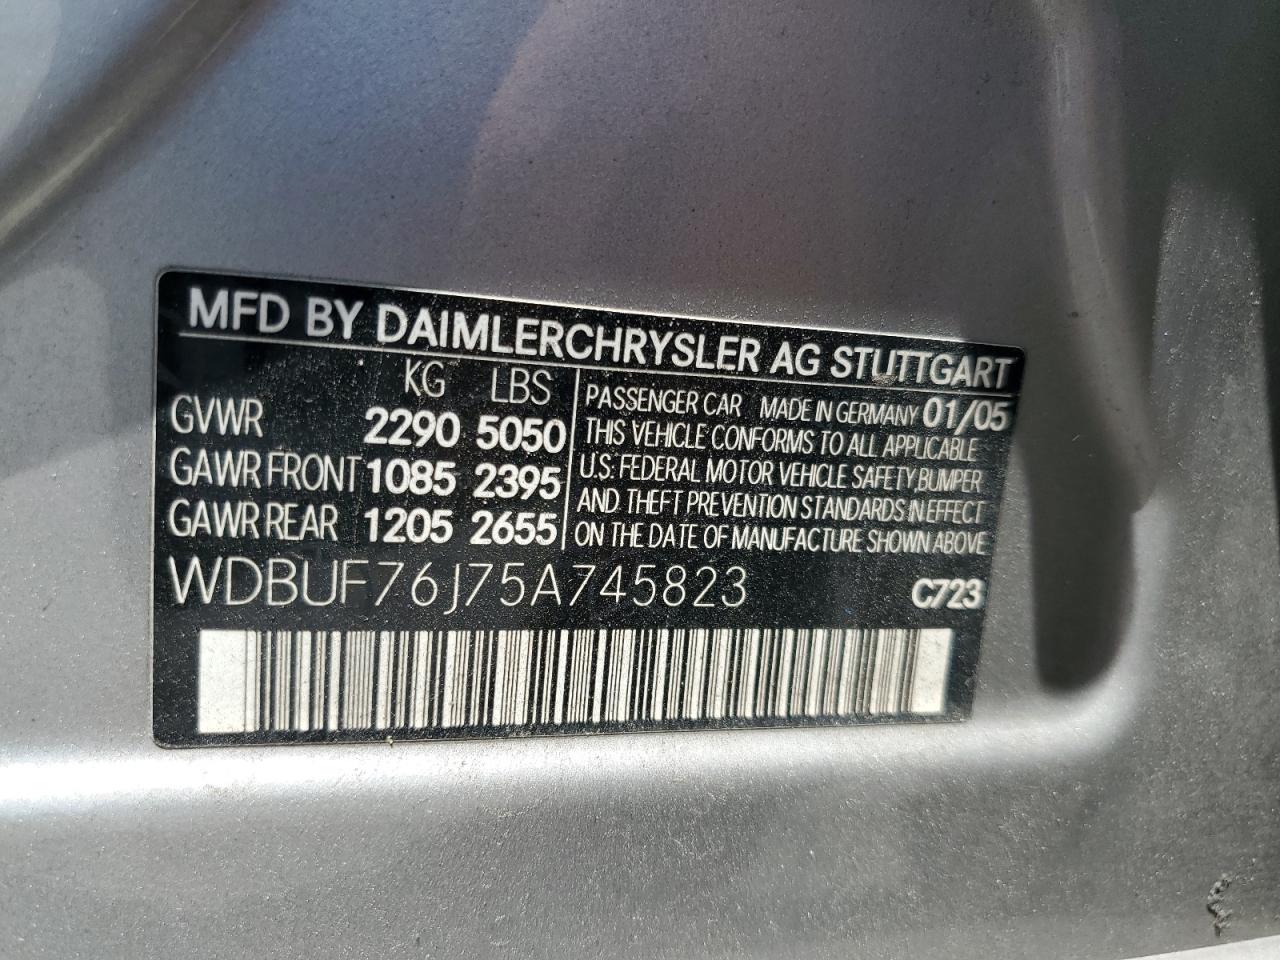 MFD BY DAIMLERCHRYSLER AG STUTTGART
KG LBS
GVWR 2290 5050
GAWR FRONT 1085 2395
GAWR REAR 1205 2655
PASSENGER CAR MADE IN GERMANY 01/05
THIS VEHICLE CONFORMS TO ALL APPLICABLE
U.S. FEDERAL MOTOR VEHICLE SAFETY, BUMPER
AND THEFT PREVENTION STANDARDS IN EFFECT
ON THE DATE OF MANUFACTURE SHOWN ABOVE
WDBUF76J75A745823 C723